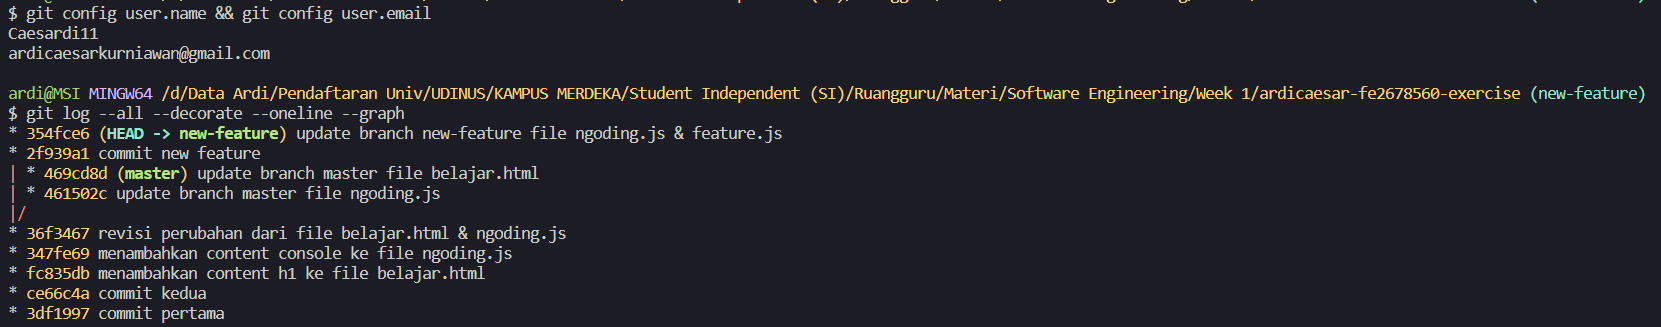 $ git config user.name && git config user.email
Caesardi11
ardicaesarkurniawan@gmail.com
ardi@MSI MINGW64 /d/Data Ardi/Pendaftaran Univ/UDINUS/KAMPUS MERDEKA/Student Independent (SI)/Ruangguru/Materi/Software Engineering/Week 1/ardicaesar-fe2678560-exercise (new-feature)
$ git log --all --decorate --oneline --graph
* 354fce6 (HEAD -> new-feature) update branch new-feature file ngoding.js & feature.js
* 2f939a1 commit new feature
| * 469cd8d (master) update branch master file belajar.html
| * 461502c update branch master file ngoding.js
|/
* 36f3467 revisi perubahan dari file belajar.html & ngoding.js
* 347fe69 menambahkan content console ke file ngoding.js
* fc835db menambahkan content h1 ke file belajar.html
* ce66c4a commit kedua
* 3df1997 commit pertama